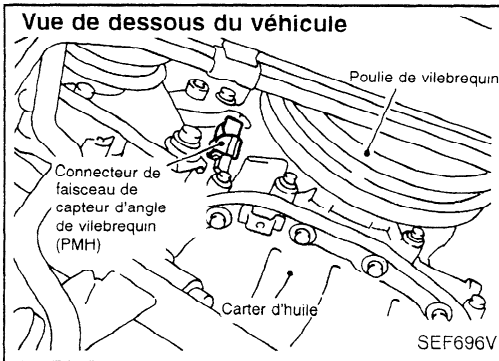 Vue de dessous du véhicule
Poulie de vilebrequin
Connecteur de
faisceau de
capteur d'angle
de vilebrequin
(PMH)
Carter d'huile
SEF696V